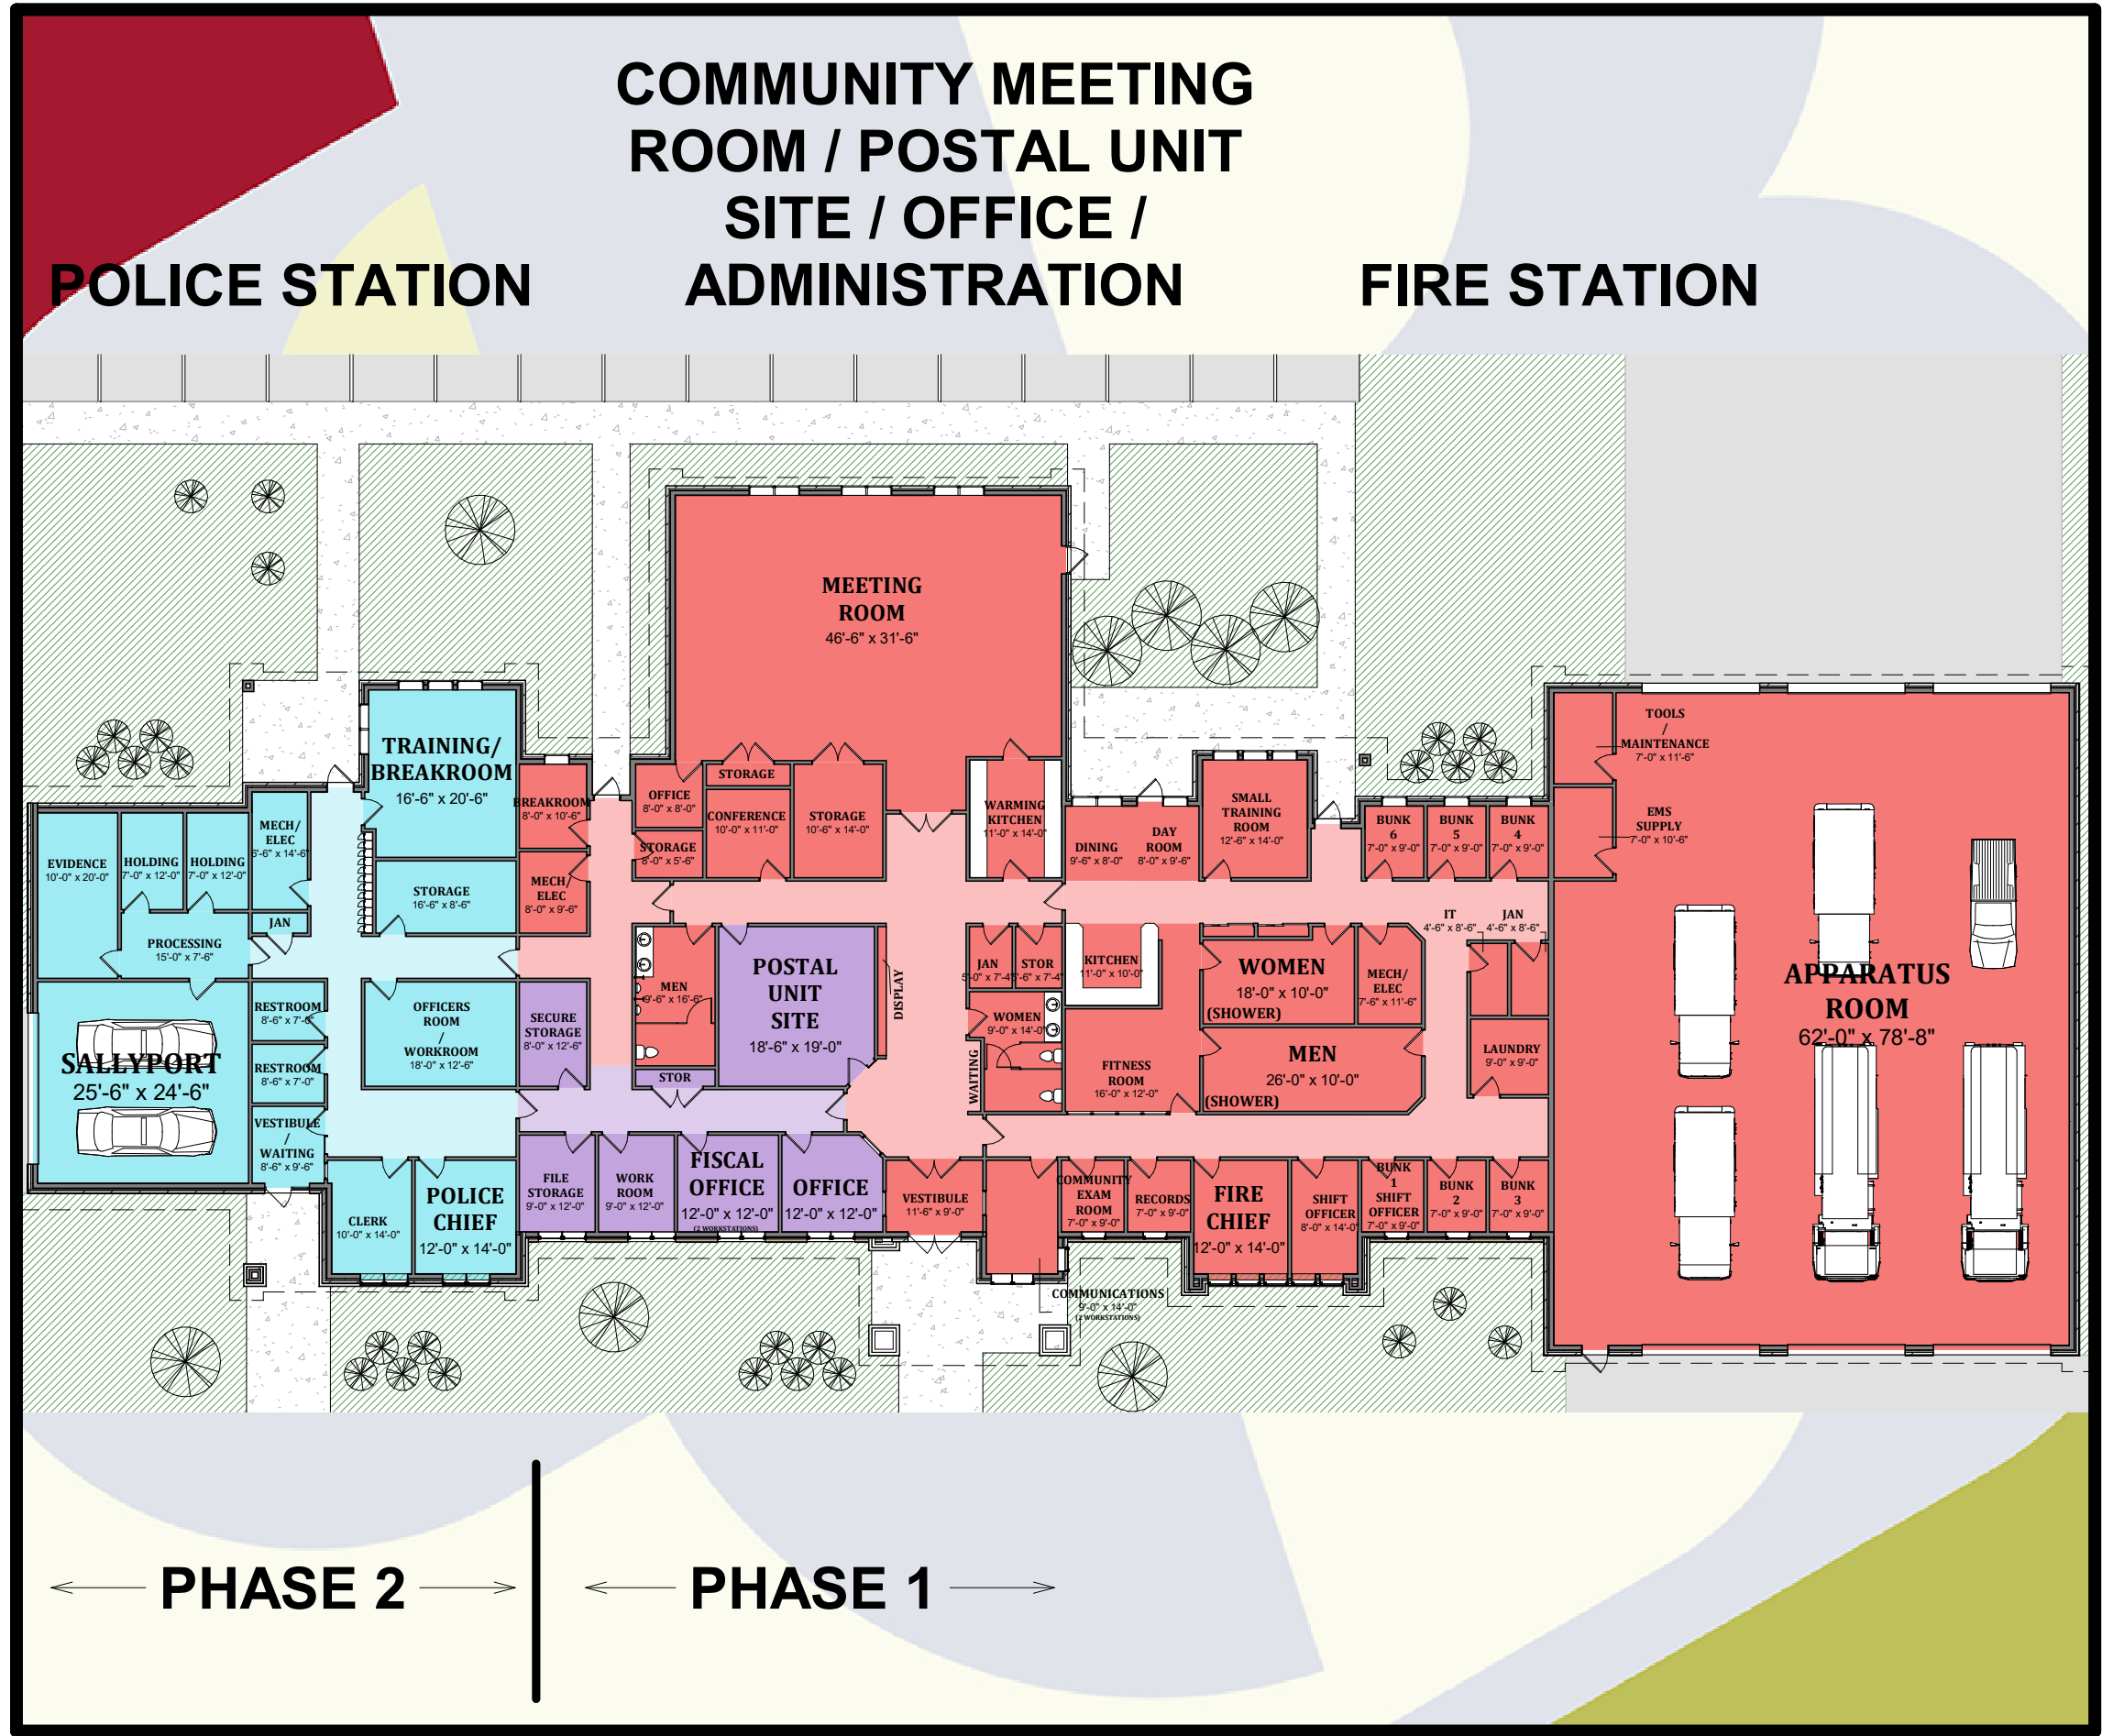 COMMUNITY MEETING
ROOM / POSTAL UNIT
SITE / OFFICE /
ADMINISTRATION
POLICE STATION
FIRE STATION
MEETING
ROOM
46'-6" x 31'-6"
TRAINING/
BREAKROOM
16'-6" x 20'-6"
BREAKROOM
8'-0" x 10'-6"
OFFICE
8'-0" x 8'-0"
STORAGE
CONFERENCE
10'-0" x 11'-0"
STORAGE
10'-6" x 14'-0"
STORAGE
8'-0" x 5'-6"
WARMING
KITCHEN
11'-0" x 14'-0"
DINING
9'-6" x 8'-0"
DAY
ROOM
8'-0" x 9'-6"
SMALL
TRAINING
ROOM
12'-6" x 14'-0"
BUNK
6
7'-0" x 9'-0"
BUNK
5
7'-0" x 9'-0"
BUNK
4
7'-0" x 9'-0"
TOOLS
/
MAINTENANCE
7'-0" x 11'-6"
EMS
SUPPLY
7'-0" x 10'-6"
EVIDENCE
10'-0" x 20'-0"
HOLDING
7'-0" x 12'-0"
HOLDING
7'-0" x 12'-0"
MECH/
ELEC
6'-6" x 14'-6"
STORAGE
16'-6" x 8'-6"
MECH/
ELEC
8'-0" x 9'-6"
JAN
PROCESSING
15'-0" x 7'-6"
MEN
9'-6" x 16'-6"
POSTAL
UNIT
SITE
18'-6" x 19'-0"
DISPLAY
JAN
5'-0" x 7'-4"
STOR
5'-6" x 7'-4"
KITCHEN
11'-0" x 10'-0"
WOMEN
18'-0" x 10'-0"
(SHOWER)
MECH/
ELEC
7'-6" x 11'-6"
IT
4'-6" x 8'-6"
JAN
4'-6" x 8'-6"
APPARATUS
ROOM
62'-0" x 78'-8"
SALLYPORT
25'-6" x 24'-6"
RESTROOM
8'-6" x 7'-0"
RESTROOM
8'-6" x 7'-0"
OFFICERS
ROOM
/
WORKROOM
18'-0" x 12'-6"
SECURE
STORAGE
8'-0" x 12'-6"
STOR
WOMEN
9'-0" x 14'-0"
WAITING
FITNESS
ROOM
16'-0" x 12'-0"
MEN
26'-0" x 10'-0"
(SHOWER)
LAUNDRY
9'-0" x 9'-0"
VESTIBULE
/
WAITING
8'-6" x 9'-6"
CLERK
10'-0" x 14'-0"
POLICE
CHIEF
12'-0" x 14'-0"
FILE
STORAGE
9'-0" x 12'-0"
WORK
ROOM
9'-0" x 12'-0"
FISCAL
OFFICE
12'-0" x 12'-0"
(2 WORKSTATIONS)
OFFICE
12'-0" x 12'-0"
VESTIBULE
11'-6" x 9'-0"
COMMUNITY
EXAM
ROOM
7'-0" x 9'-0"
RECORDS
7'-0" x 9'-0"
FIRE
CHIEF
12'-0" x 14'-0"
SHIFT
OFFICER
8'-0" x 14'-0"
BUNK
1
SHIFT
OFFICER
7'-0" x 9'-0"
BUNK
2
7'-0" x 9'-0"
BUNK
3
7'-0" x 9'-0"
COMMUNICATIONS
9'-0" x 14'-0"
(2 WORKSTATIONS)
PHASE 2
PHASE 1